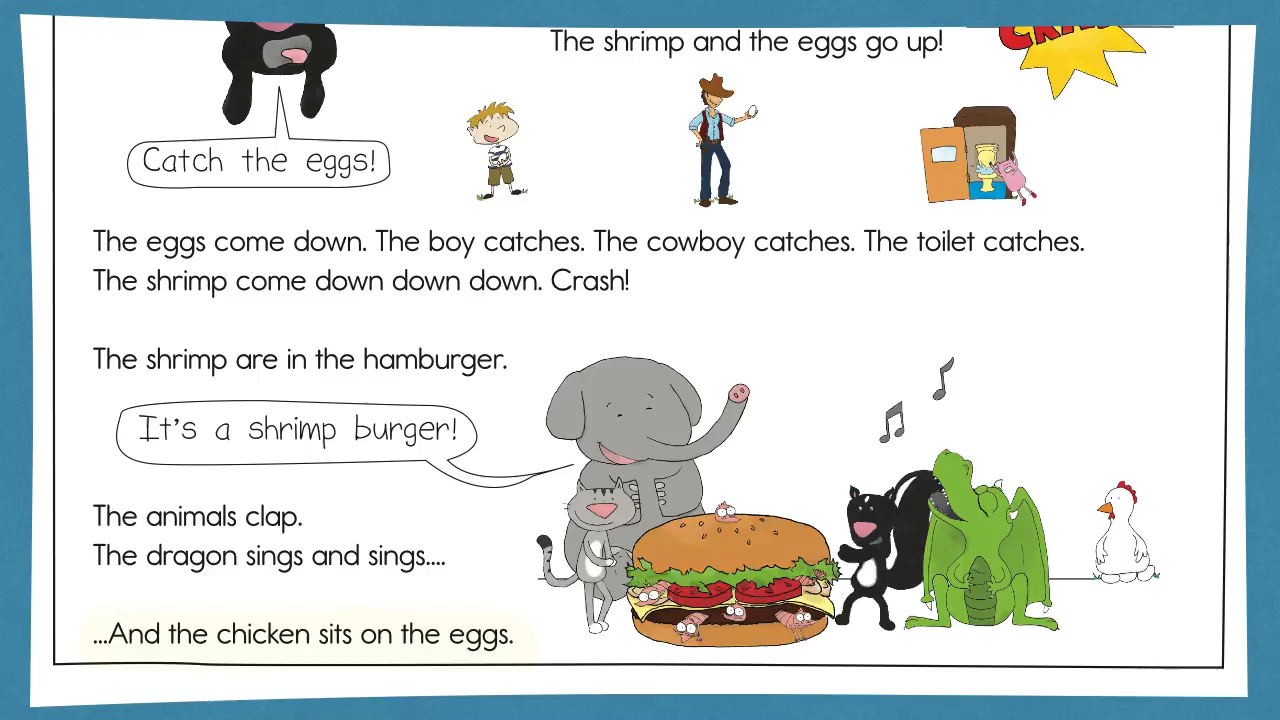 The shrimp and the eggs go up!
Catch the eggs!
The eggs come down. The boy catches. The cowboy catches. The toilet catches.
The shrimp come down down down. Crash!
The shrimp are in the hamburger.
It's a shrimp burger!
The animals clap.
The dragon sings and sings....
...And the chicken sits on the eggs.